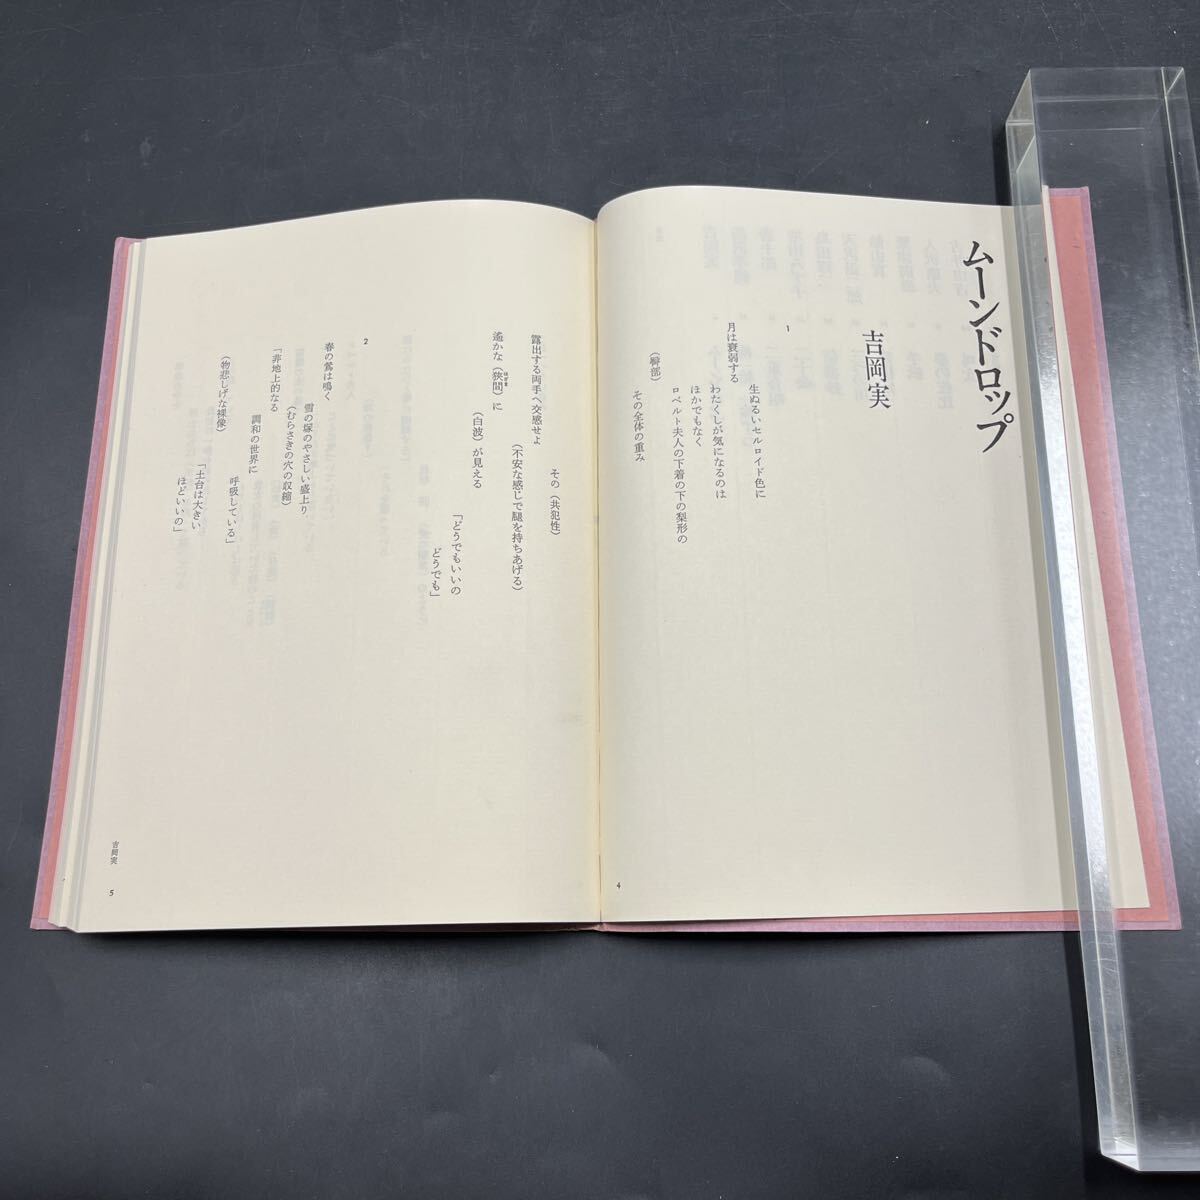 ムーンドロップ
吉岡実
1
生ぬるいセルロイド色に
月は衰弱する
わたくしが気になるのは
ほかでもなく
ロベルト夫人の下着の下の梨形の
(臀部)
その全体の重み
4
その(共犯性)
露出する両手へ交感せよ
(不安な感じで腿を持ちあげる)
遙かな(狭間)に
はざま
(白波)が見える
「どうでもいいの
どうでも」
2
春の鶯は鳴く
雪の塚のやさしい盛上り
(むらさきの穴の収縮)
「非地上的なる
調和の世界に
呼吸している」
(物悲しげな裸像)
「土台は大きい
ほどいいの」
吉岡実
5